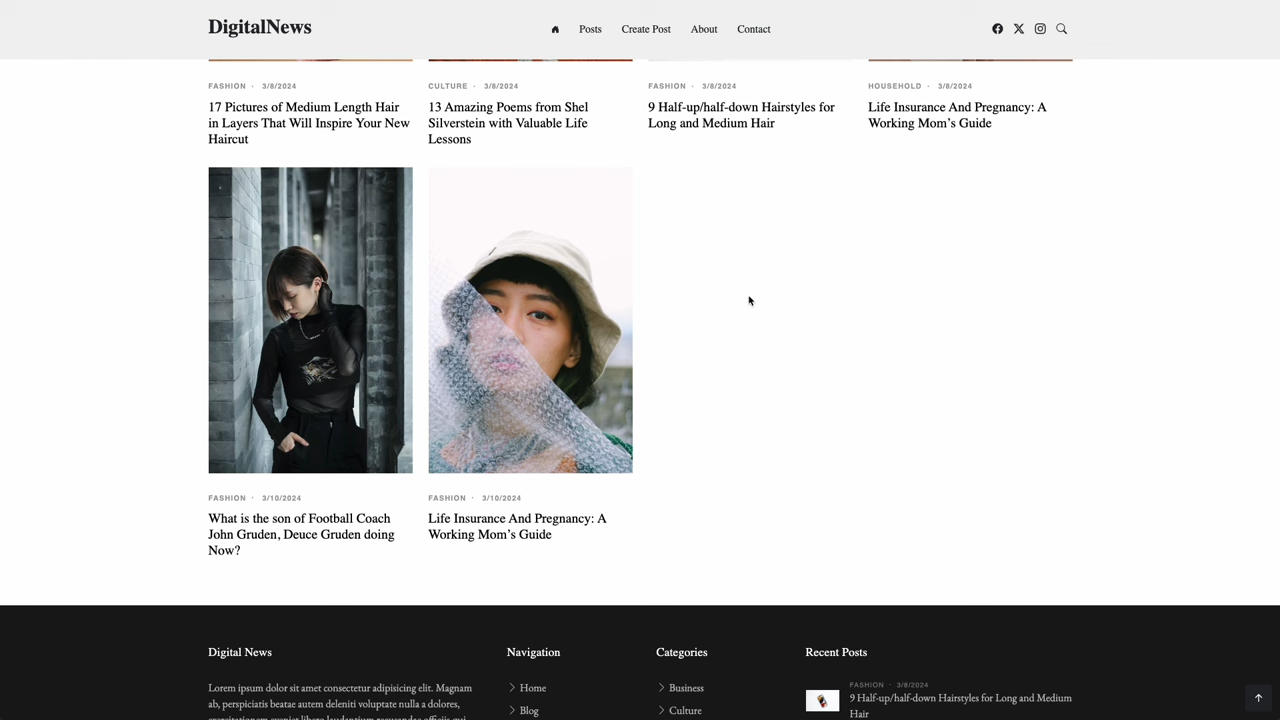 DigitalNews
Posts
Create Post
About
Contact
FASHION · 3/8/2024
17 Pictures of Medium Length Hair
in Layers That Will Inspire Your New
Haircut
CULTURE · 3/8/2024
13 Amazing Poems from Shel
Silverstein with Valuable Life
Lessons
FASHION · 3/8/2024
9 Half-up/half-down Hairstyles for
Long and Medium Hair
HOUSEHOLD · 3/8/2024
Life Insurance And Pregnancy: A
Working Mom’s Guide
FASHION · 3/10/2024
What is the son of Football Coach
John Gruden, Deuce Gruden doing
Now?
FASHION · 3/10/2024
Life Insurance And Pregnancy: A
Working Mom’s Guide
Digital News
Lorem ipsum dolor sit amet consectetur adipisicing elit. Magnam
ab, perspiciatis beatae autem deleniti voluptate nulla a dolores,
Navigation
Home
Blog
Categories
Business
Culture
Recent Posts
FASHION · 3/8/2024
9 Half-up/half-down Hairstyles for Long and Medium
Hair